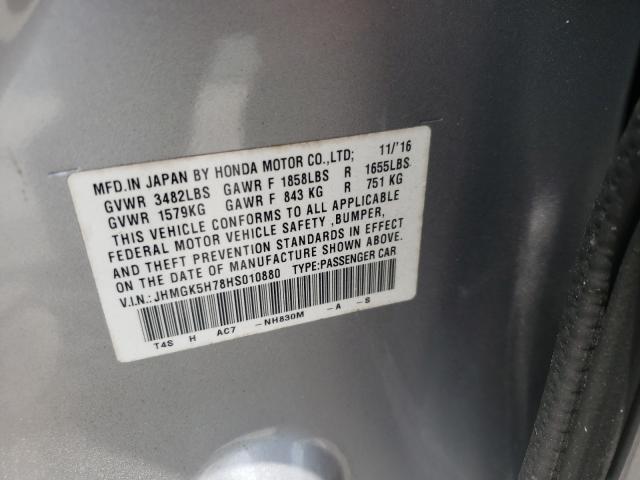 MFD.IN JAPAN BY HONDA MOTOR CO.,LTD; 11/'16
GVWR 3482LBS GAWR F 1858LBS R 1655LBS
GVWR 1579KG GAWR F 843 KG R 751 KG
THIS VEHICLE CONFORMS TO ALL APPLICABLE
FEDERAL MOTOR VEHICLE SAFETY ,BUMPER,
AND THEFT PREVENTION STANDARDS IN EFFECT
ON THE DATE OF MANUFACTURE SHOWN ABOVE.
V.I.N.: JHMGK5H78HS010880 TYPE:PASSENGER CAR
T4S H AC7 -NH830M -A -S